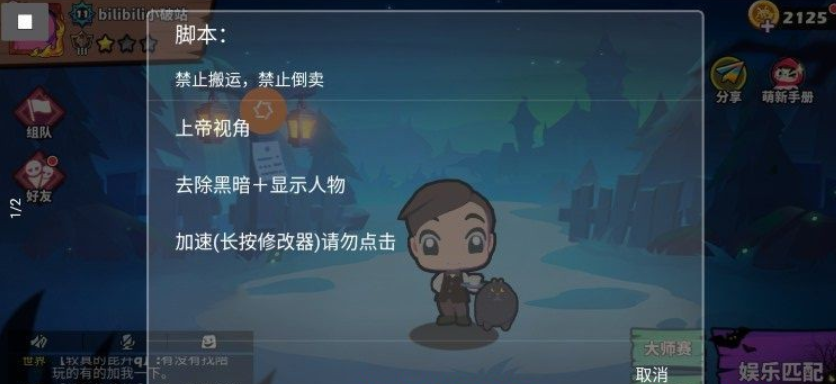 11 bilibili小破站
2125
脚本：
禁止搬运，禁止倒卖
上帝视角
去除黑暗＋显示人物
加速(长按修改器)请勿点击
取消
组队
好友
1/2
分享
萌新手册
世界
玩的有的加我一下。
大师赛
娱乐匹配